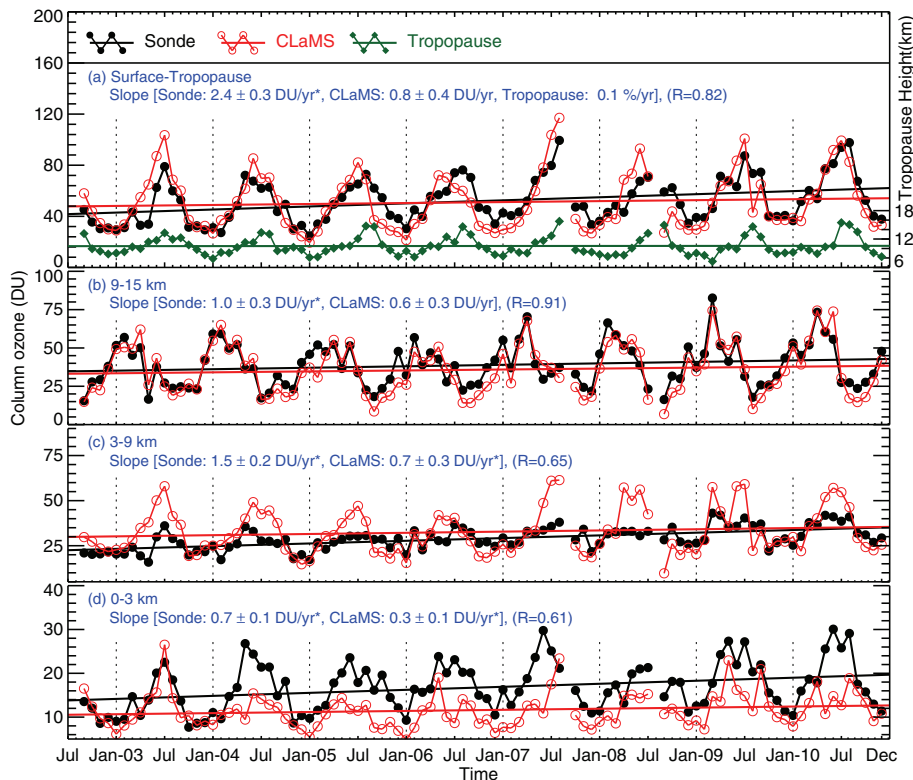 Sonde CLaMS Tropopause
200
160
120
80
40
0
(a) Surface-Tropopause
Slope [Sonde: 2.4 ± 0.3 DU/yr*, CLaMS: 0.8 ± 0.4 DU/yr, Tropopause: 0.1 %/yr], (R=0.82)
Tropopause Height(km)
18
12
6
Column ozone (DU)
100
75
50
25
0
(b) 9-15 km
Slope [Sonde: 1.0 ± 0.3 DU/yr*, CLaMS: 0.6 ± 0.3 DU/yr], (R=0.91)
75
50
25
(c) 3-9 km
Slope [Sonde: 1.5 ± 0.2 DU/yr*, CLaMS: 0.7 ± 0.3 DU/yr*], (R=0.65)
40
30
20
10
(d) 0-3 km
Slope [Sonde: 0.7 ± 0.1 DU/yr*, CLaMS: 0.3 ± 0.1 DU/yr*], (R=0.61)
Jul Jan-03 Jul Jan-04 Jul Jan-05 Jul Jan-06 Jul Jan-07 Jul Jan-08 Jul Jan-09 Jul Jan-10 Jul Dec
Time